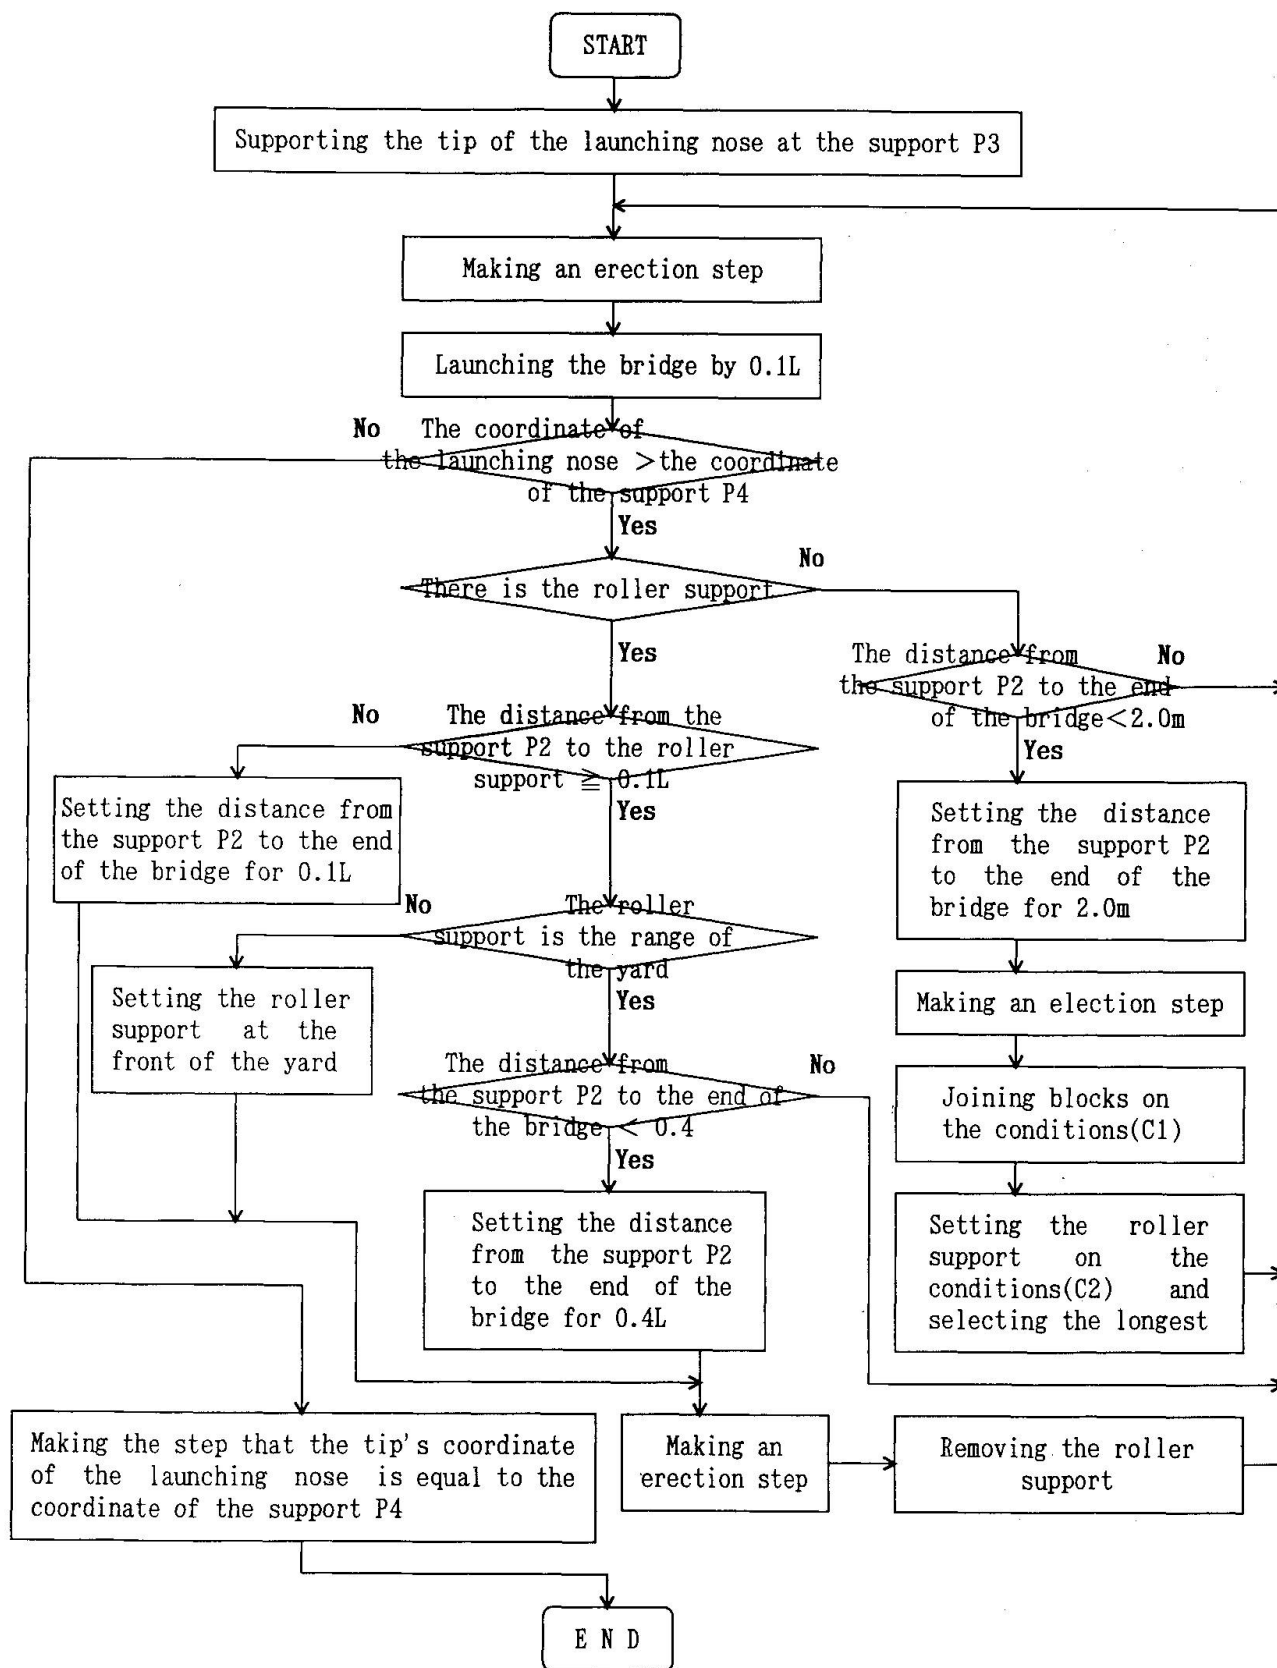 START
Supporting the tip of the launching nose at the support P3
Making an erection step
Launching the bridge by 0.1L
No
The coordinate of
the launching nose >the coordinate
of the support P4
Yes
There is the roller support
No
Yes
The distance from
the support P2 to the end
of the bridge<2.0m
No
Yes
No
The distance from the
support P2 to the roller
support ≧ 0.1L
Yes
Setting the distance from
the support P2 to the end
of the bridge for 0.1L
Setting the distance
from the support P2
to the end of the
bridge for 2.0m
No
The roller
support is the range of
the yard
Yes
Setting the roller
support at the
front of the yard
Making an election step
The distance from
the support P2 to the end of
the bridge < 0.4
No
Yes
Joining blocks on
the conditions(C1)
Setting the distance
from the support P2
to the end of the
bridge for 0.4L
Setting the roller
support on the
conditions(C2) and
selecting the longest
Making the step that the tip's coordinate
of the launching nose is equal to the
coordinate of the support P4
Making an
erection step
Removing the roller
support
E N D